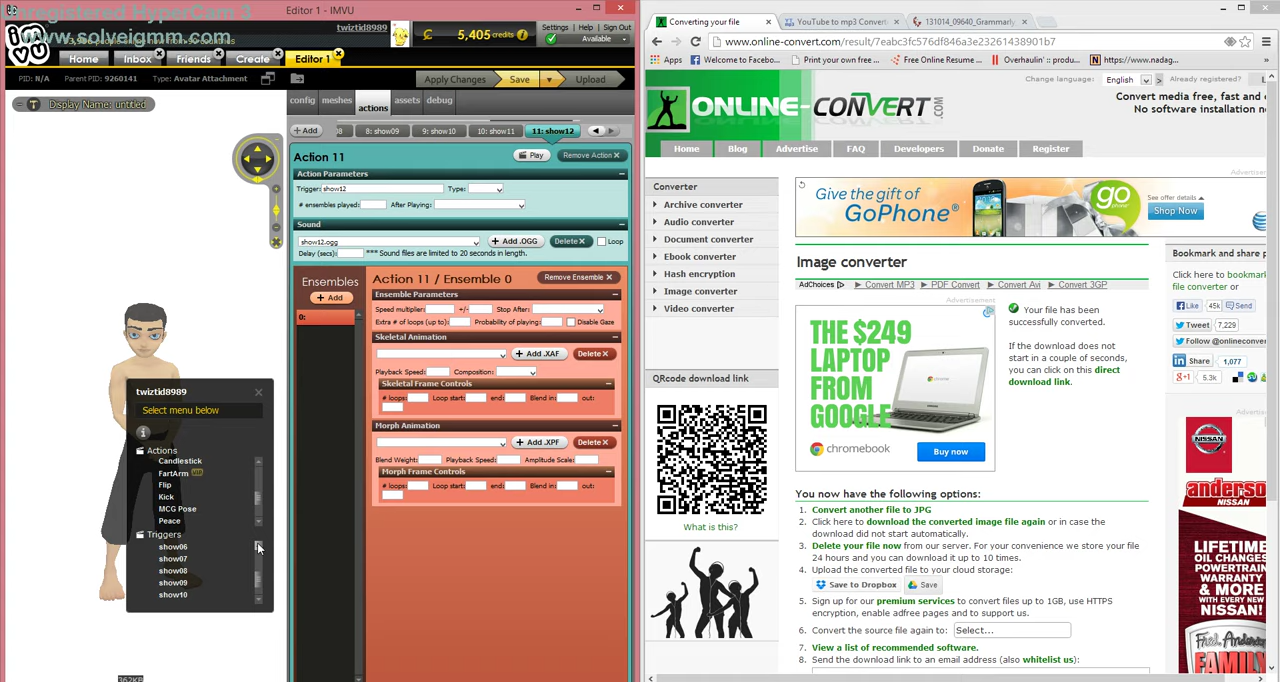 Unregistered HyperCam 3
www.solveigmm.com
Editor 1 - IMVU
twiztid8989
5,405 credits
Settings | Help | Sign Out
Available
Home
Inbox
Friends
Create
Editor 1
PID: N/A Parent PID: 9260141 Type: Avatar Attachment
Apply Changes
Save
Upload
Display Name: untitled
config
meshes
actions
assets
debug
+ Add
8: show09
9: show10
10: show11
11: show12
Action 11
Play
Remove Action X
Action Parameters
Trigger: show12
Type:
# ensembles played:
After Playing:
Sound
show12.ogg
+ Add .OGG
Delete X
Loop
Delay (secs):
*** Sound files are limited to 20 seconds in length.
Ensembles
+ Add
0:
Action 11 / Ensemble 0
Remove Ensemble X
Ensemble Parameters
Speed multiplier:
+/-
Stop After:
Extra # of loops (up to):
Probability of playing:
Disable Gaze
Skeletal Animation
+ Add .XAF
Delete X
Playback Speed:
Composition:
Skeletal Frame Controls
# loops: Loop start: end: Blend in: out:
Morph Animation
+ Add .XPF
Delete X
Blend Weight: Playback Speed: Amplitude Scale:
Morph Frame Controls
# loops: Loop start: end: Blend in: out:
twiztid8989
Select menu below
Actions
Candlestick
FartArm VIP
Flip
Kick
MCG Pose
Peace
Triggers
show06
show07
show08
show09
show10
362KB
Converting your file
YouTube to mp3 Convert
131014_09640_Grammarly
www.online-convert.com/result/7eabc3fc576df846a3e23261438901b7
Apps
Welcome to Facebo...
Print your own free ...
Free Online Resume ...
Overhaulin' :: produ...
https://www.nadag...
Change language: English
Already registered?
ONLINE-CONVERT.COM
Convert media free, fast and
No software installation n
Home
Blog
Advertise
FAQ
Developers
Donate
Register
Converter
Archive converter
Audio converter
Document converter
Ebook converter
Hash encryption
Image converter
Video converter
QRcode download link
What is this?
Give the gift of
GoPhone®
go
phone
See offer details
Shop Now
Image converter
AdChoices
Convert MP3
PDF Convert
Convert Avi
Convert 3GP
Advertisement
THE $249
LAPTOP
FROM
GOOGLE
chromebook
Buy now
Your file has been
successfully converted.
If the download does not
start in a couple of seconds,
you can click on this direct
download link.
You now have the following options:
1. Convert another file to JPG
2. Click here to download the converted image file again or in case the
download did not start automatically.
3. Delete your file now from our server. For your convenience we store your file
24 hours and you can download it up to 10 times.
4. Upload the converted file to your cloud storage:
Save to Dropbox
Save
5. Sign up for our premium services to convert files up to 1GB, use HTTPS
encryption, enable adfree pages and to support us.
6. Convert the source file again to: Select...
7. View a list of recommended software.
8. Send the download link to an email address (also whitelist us):
Bookmark and share p
Click here to bookmark
file converter or
Like
45k
Send
Tweet
7,229
Follow @onlineconver
Share
1,077
+1
5.3k
NISSAN
anderso
NISSAN
LIFETIME
OIL CHANGES
POWERTRAIN
WARRANTY
& MORE WITH
EVERY NEW
NISSAN!
Fred Anders
FAMILY